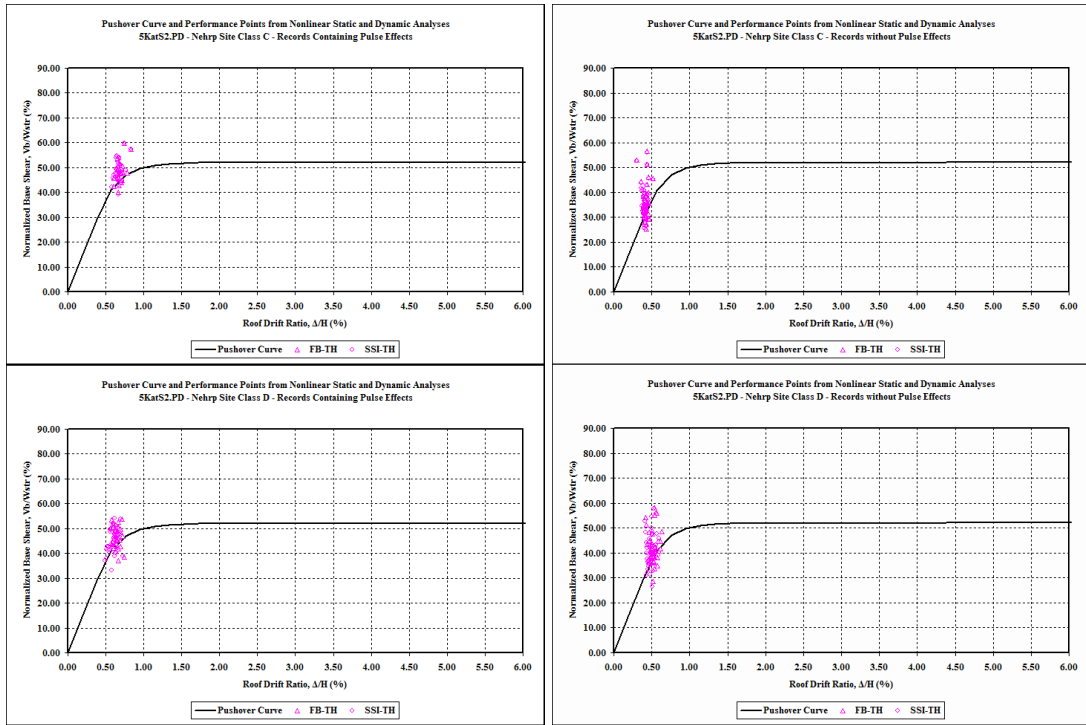 Pushover Curve and Performance Points from Nonlinear Static and Dynamic Analyses
5KatS2.PD - Nehrp Site Class C - Records Containing Pulse Effects
Normalized Base Shear, Vb/Wstr (%)
90.00
80.00
70.00
60.00
50.00
40.00
30.00
20.00
10.00
0.00
0.00 0.50 1.00 1.50 2.00 2.50 3.00 3.50 4.00 4.50 5.00 5.50 6.00
Roof Drift Ratio, Δ/H (%)
Pushover Curve FB-TH SSI-TH
Pushover Curve and Performance Points from Nonlinear Static and Dynamic Analyses
5KatS2.PD - Nehrp Site Class C - Records without Pulse Effects
Normalized Base Shear, Vb/Wstr (%)
90.00
80.00
70.00
60.00
50.00
40.00
30.00
20.00
10.00
0.00
0.00 0.50 1.00 1.50 2.00 2.50 3.00 3.50 4.00 4.50 5.00 5.50 6.00
Roof Drift Ratio, Δ/H (%)
Pushover Curve FB-TH SSI-TH
Pushover Curve and Performance Points from Nonlinear Static and Dynamic Analyses
5KatS2.PD - Nehrp Site Class D - Records Containing Pulse Effects
Normalized Base Shear, Vb/Wstr (%)
90.00
80.00
70.00
60.00
50.00
40.00
30.00
20.00
10.00
0.00
0.00 0.50 1.00 1.50 2.00 2.50 3.00 3.50 4.00 4.50 5.00 5.50 6.00
Roof Drift Ratio, Δ/H (%)
Pushover Curve FB-TH SSI-TH
Pushover Curve and Performance Points from Nonlinear Static and Dynamic Analyses
5KatS2.PD - Nehrp Site Class D - Records without Pulse Effects
Normalized Base Shear, Vb/Wstr (%)
90.00
80.00
70.00
60.00
50.00
40.00
30.00
20.00
10.00
0.00
0.00 0.50 1.00 1.50 2.00 2.50 3.00 3.50 4.00 4.50 5.00 5.50 6.00
Roof Drift Ratio, Δ/H (%)
Pushover Curve FB-TH SSI-TH